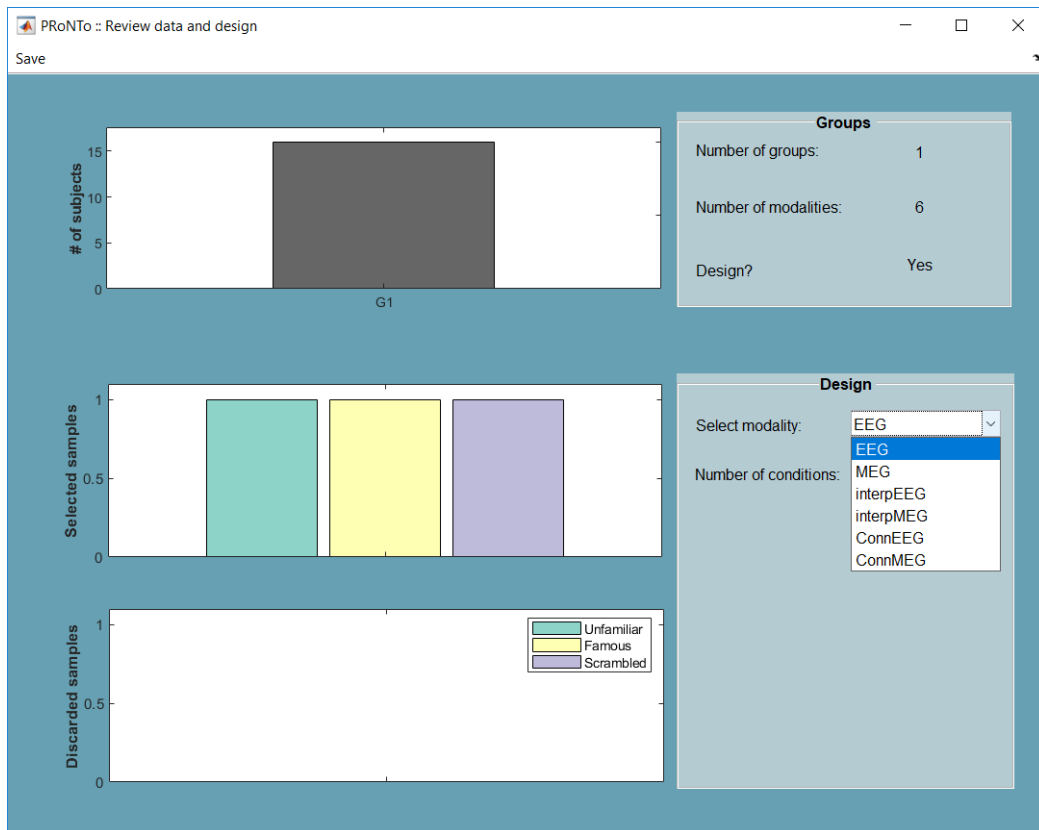 PRoNTo :: Review data and design
Save
# of subjects
15
10
5
0
G1
Groups
Number of groups: 1
Number of modalities: 6
Design? Yes
Selected samples
1
0.5
0
Design
Select modality: EEG
EEG
MEG
interpEEG
interpMEG
ConnEEG
ConnMEG
Number of conditions:
Discarded samples
1
0.5
0
Unfamiliar
Famous
Scrambled